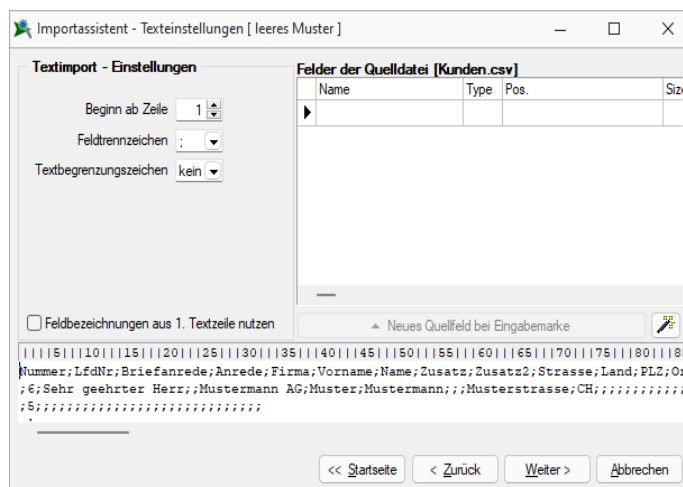 Importassistent - Texteinstellungen [ leeres Muster ]
Textimport - Einstellungen
Beginn ab Zeile 1
Feldtrennzeichen ;
Textbegrenzungszeichen kein
Feldbezeichnungen aus 1. Textzeile nutzen
Felder der Quelldatei [Kunden.csv]
Name Type Pos. Size
Neues Quellfeld bei Eingabemarke
||||5|||10|||15|||20|||25|||30|||35|||40|||45|||50|||55|||60|||65|||70|||75|||80|||8
Nummer;LfdNr;Briefanrede;Anrede;Firma;Vorname;Name;Zusatz;Zusatz2;Strasse;Land;PLZ;Or
;6;Sehr geehrter Herr;;Mustermann AG;Muster;Mustermann;;;Musterstrasse;CH;;;;;;;;;;;;
;5;;;;;;;;;;;;;;;;;;;;;;;;;;;;;
<< Startseite < Zurück Weiter > Abbrechen